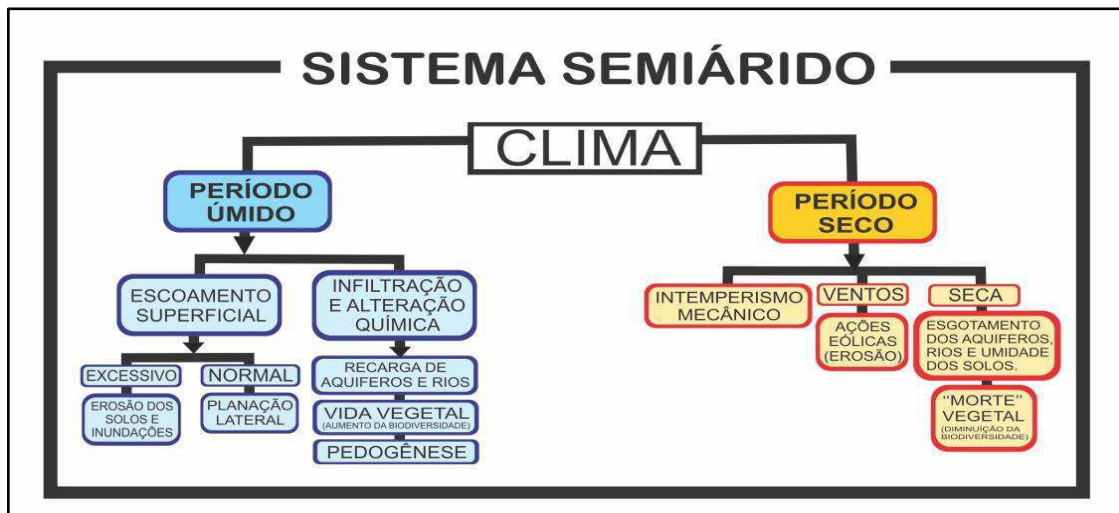 SISTEMA SEMIÁRIDO
CLIMA
PERÍODO
ÚMIDO
ESCOAMENTO
SUPERFICIAL
EXCESSIVO
EROSÃO DOS
SOLOS E
INUNDAÇÕES
NORMAL
PLANAÇÃO
LATERAL
INFILTRAÇÃO
E ALTERAÇÃO
QUÍMICA
RECARGA DE
AQUIFEROS E RIOS
VIDA VEGETAL
(AUMENTO DA BIODIVERSIDADE)
PEDOGÊNESE
PERÍODO
SECO
INTEMPERISMO
MECÂNICO
VENTOS
AÇÕES
EÓLICAS
(EROSÃO)
SECA
ESGOTAMENTO
DOS AQUIFEROS,
RIOS E UMIDADE
DOS SOLOS.
"MORTE"
VEGETAL
(DIMINUÍÇÃO DA
BIODIVERSIDADE)